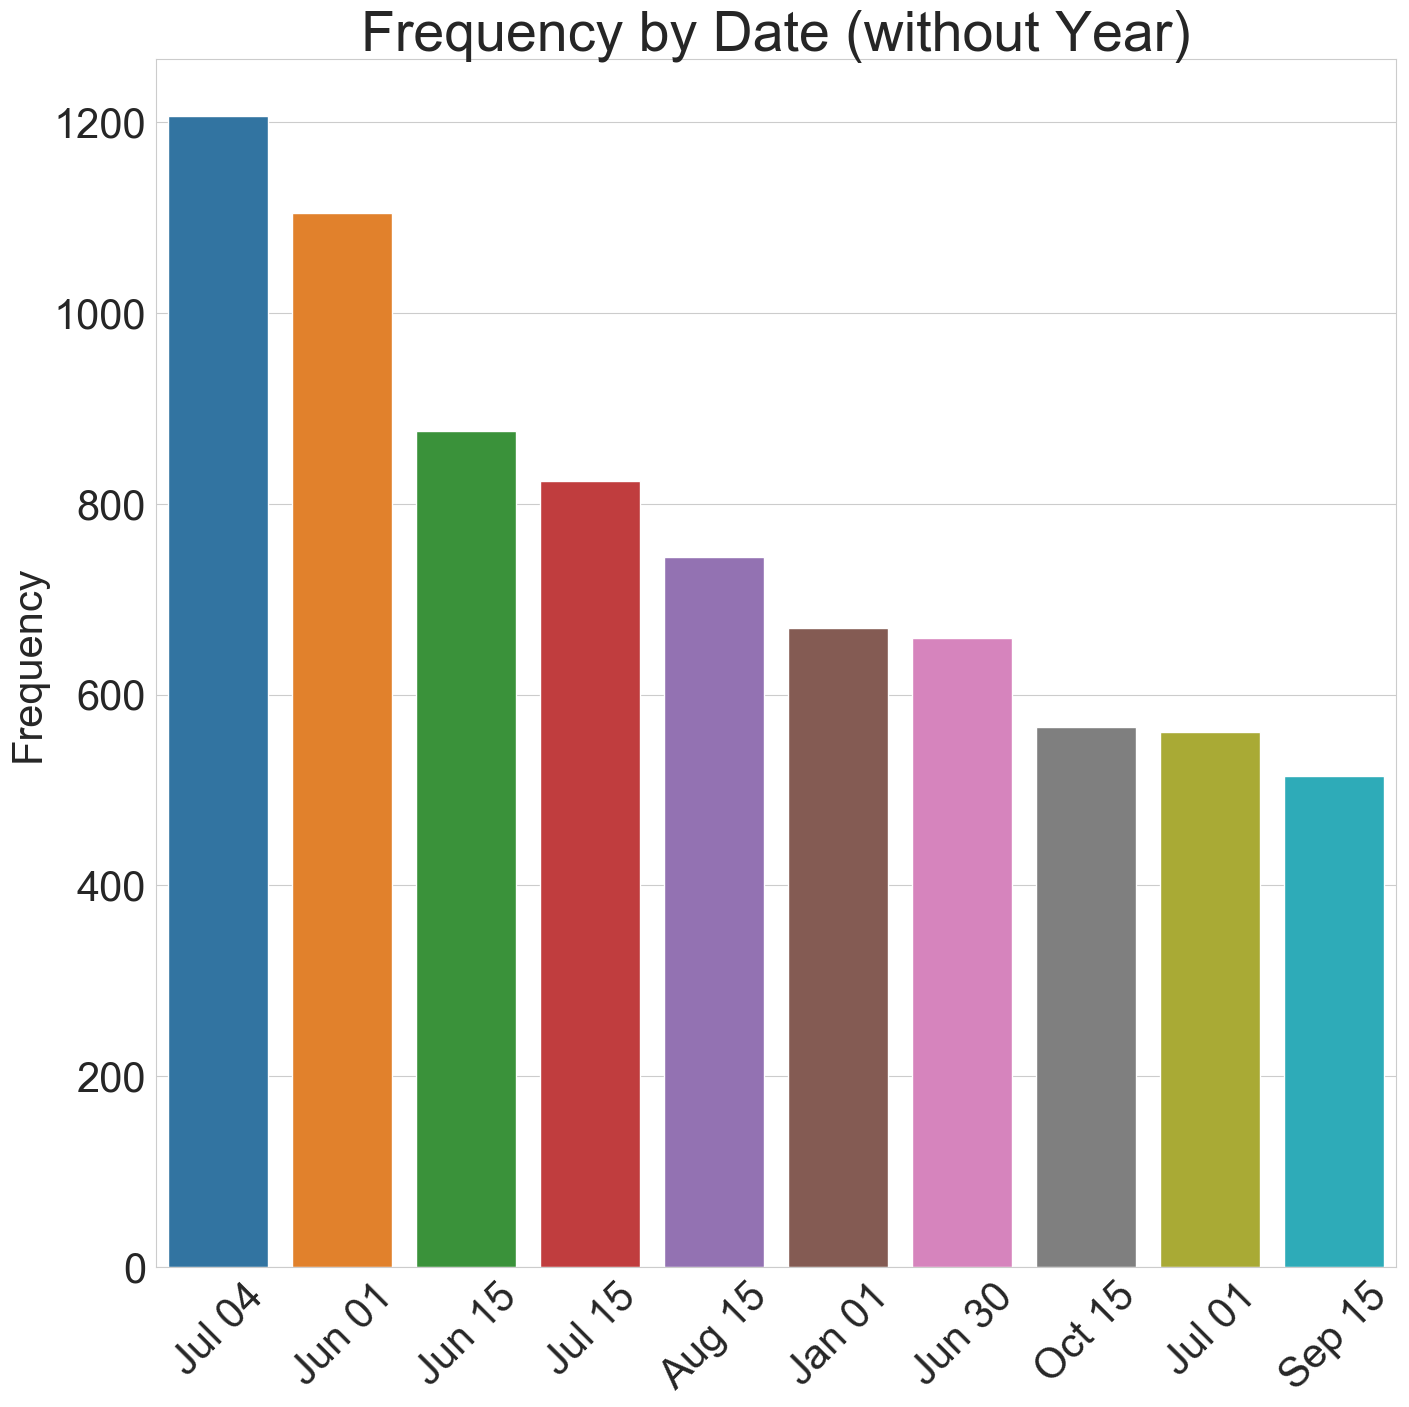 Frequency by Date (without Year)
1200
1000
800
600
400
200
0
Frequency
Jul 04
Jun 01
Jun 15
Jul 15
Aug 15
Jan 01
Jun 30
Oct 15
Jul 01
Sep 15